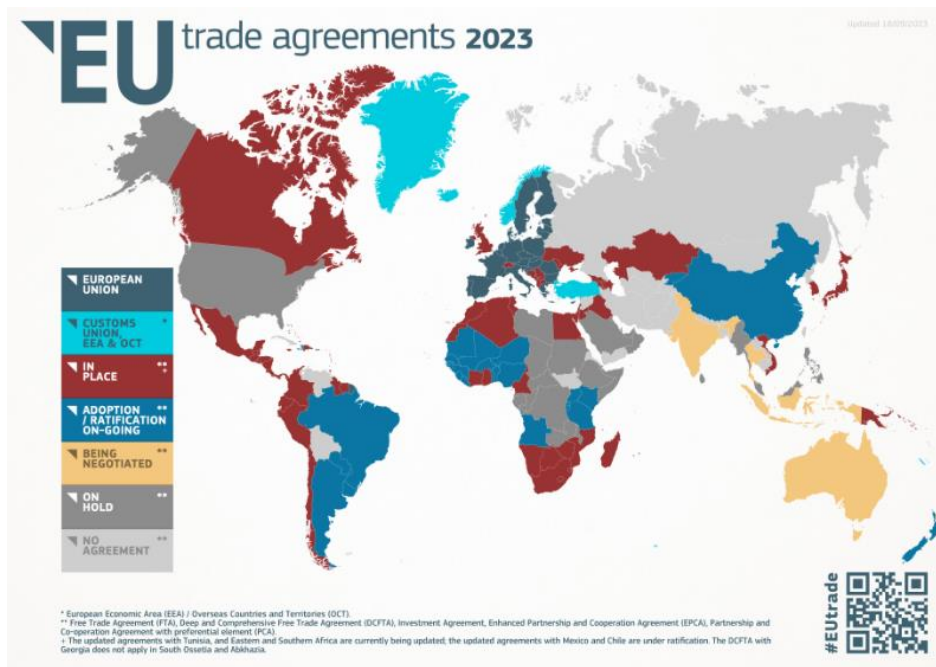 EU trade agreements 2023
Updated 18/09/2023
EUROPEAN
UNION
CUSTOMS *
UNION,
EEA & OCT
IN **
PLACE +
ADOPTION **
/ RATIFICATION
ON-GOING
BEING **
NEGOTIATED
ON **
HOLD
NO **
AGREEMENT
#EUtrade
* European Economic Area (EEA) / Overseas Countries and Territories (OCT).
** Free Trade Agreement (FTA), Deep and Comprehensive Free Trade Agreement (DCFTA), Investment Agreement, Enhanced Partnership and Cooperation Agreement (EPCA), Partnership and
Co-operation Agreement with preferential element (PCA).
+ The updated agreements with Tunisia, and Eastern and Southern Africa are currently being updated; the updated agreements with Mexico and Chile are under ratification. The DCFTA with
Georgia does not apply in South Ossetia and Abkhazia.